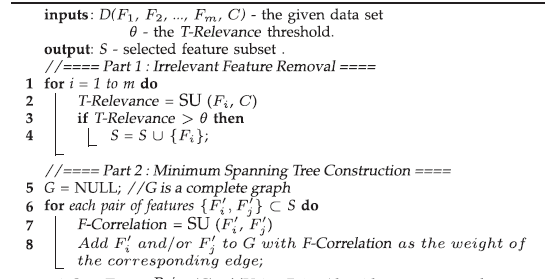 inputs: D(F1, F2, ..., Fm, C) - the given data set
θ - the T-Relevance threshold.
output: S - selected feature subset .
//==== Part 1 : Irrelevant Feature Removal ====
1 for i = 1 to m do
2 T-Relevance = SU (Fi, C)
3 if T-Relevance > θ then
4 S = S ∪ {Fi};
//==== Part 2 : Minimum Spanning Tree Construction ====
5 G = NULL; //G is a complete graph
6 for each pair of features {F′i, F′j} ⊂ S do
7 F-Correlation = SU (F′i, F′j)
8 Add F′i and/or F′j to G with F-Correlation as the weight of
the corresponding edge;